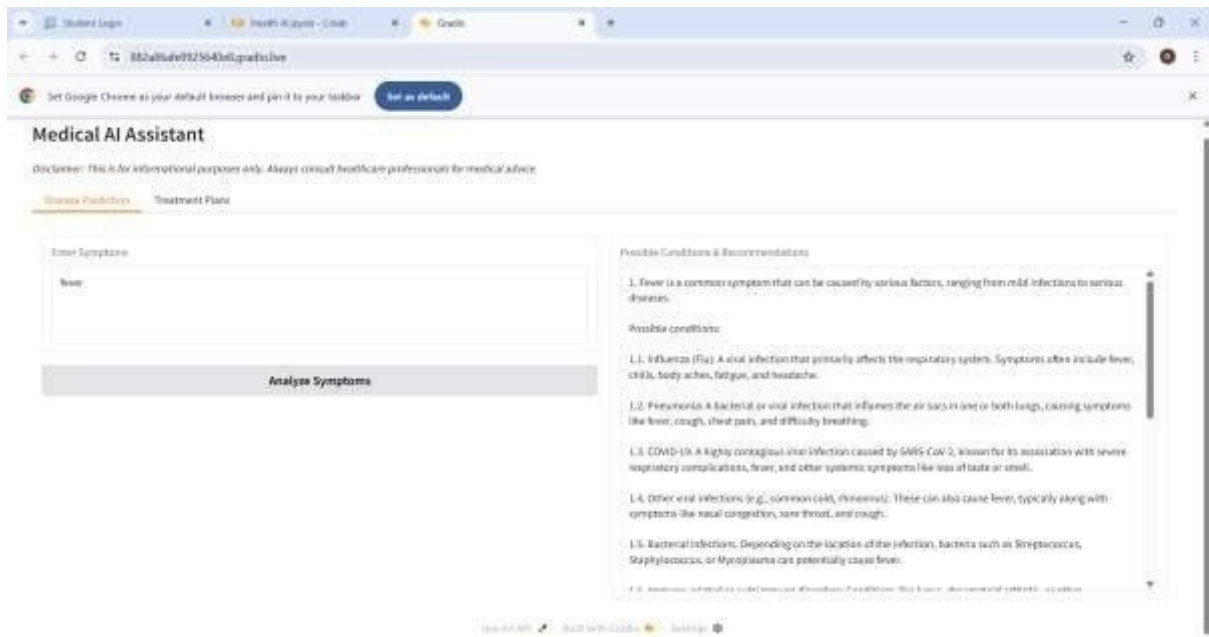 Student Login
Health AI.ipynb - Colab
Gradio
Set Google Chrome as your default browser and pin it to your taskbar
Set as default
Medical AI Assistant
Disclaimer: This is for informational purposes only. Always consult healthcare professionals for medical advice.
Disease Prediction
Treatment Plans
Enter Symptoms
fever
Analyze Symptoms
Possible Conditions & Recommendations
1. Fever is a common symptom that can be caused by various factors, ranging from mild infections to serious
diseases.
Possible conditions:
1.1. Influenza (Flu): A viral infection that primarily affects the respiratory system. Symptoms often include fever,
chills, body aches, fatigue, and headache.
1.2. Pneumonia: A bacterial or viral infection that inflames the air sacs in one or both lungs, causing symptoms
like fever, cough, chest pain, and difficulty breathing.
1.3. COVID-19: A highly contagious viral infection caused by SARS-CoV-2, known for its association with severe
respiratory complications, fever, and other systemic symptoms like loss of taste or smell.
1.4. Other viral infections (e.g., common cold, rhinovirus): These can also cause fever, typically along with
symptoms like nasal congestion, sore throat, and cough.
1.5. Bacterial infections: Depending on the location of the infection, bacteria such as Streptococcus,
Staphylococcus, or Mycoplasma can potentially cause fever.
Use via API
Built with Gradio
Settings